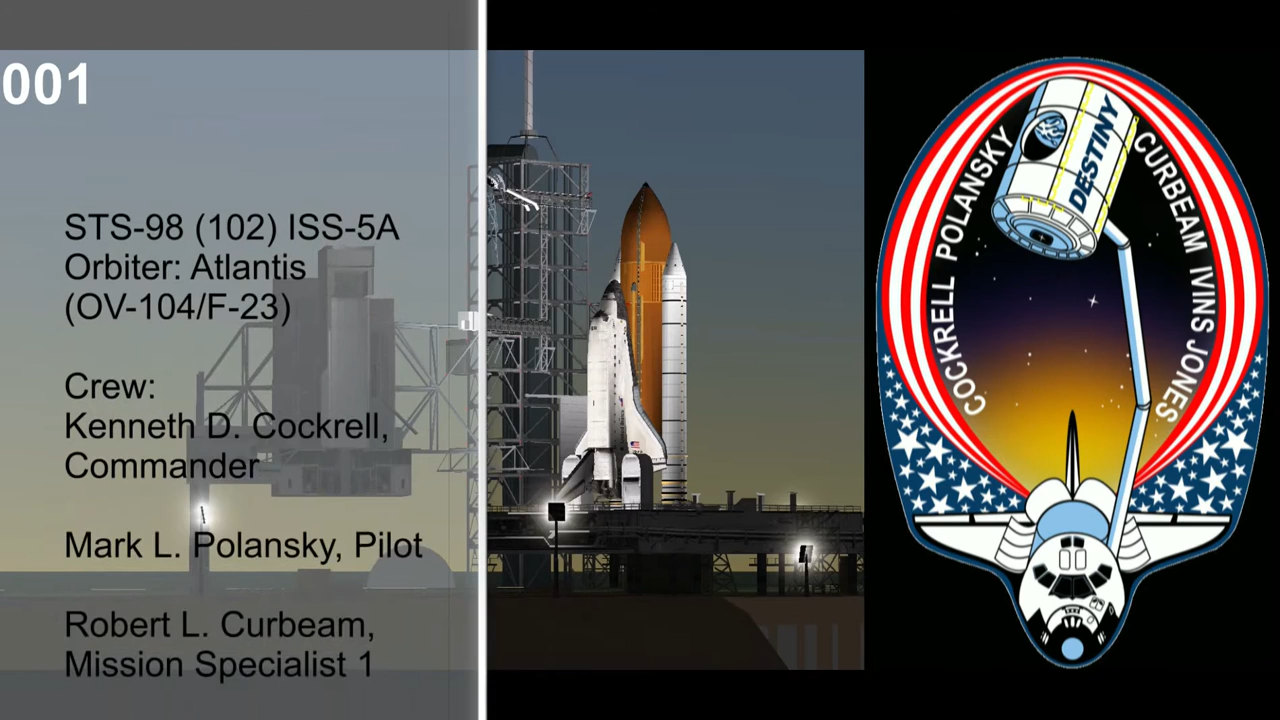 001
STS-98 (102) ISS-5A
Orbiter: Atlantis
(OV-104/F-23)
Crew:
Kenneth D. Cockrell,
Commander
Mark L. Polansky, Pilot
Robert L. Curbeam,
Mission Specialist 1
COCKRELL POLANSKY
DESTINY
CURBEAM IVINS JONES